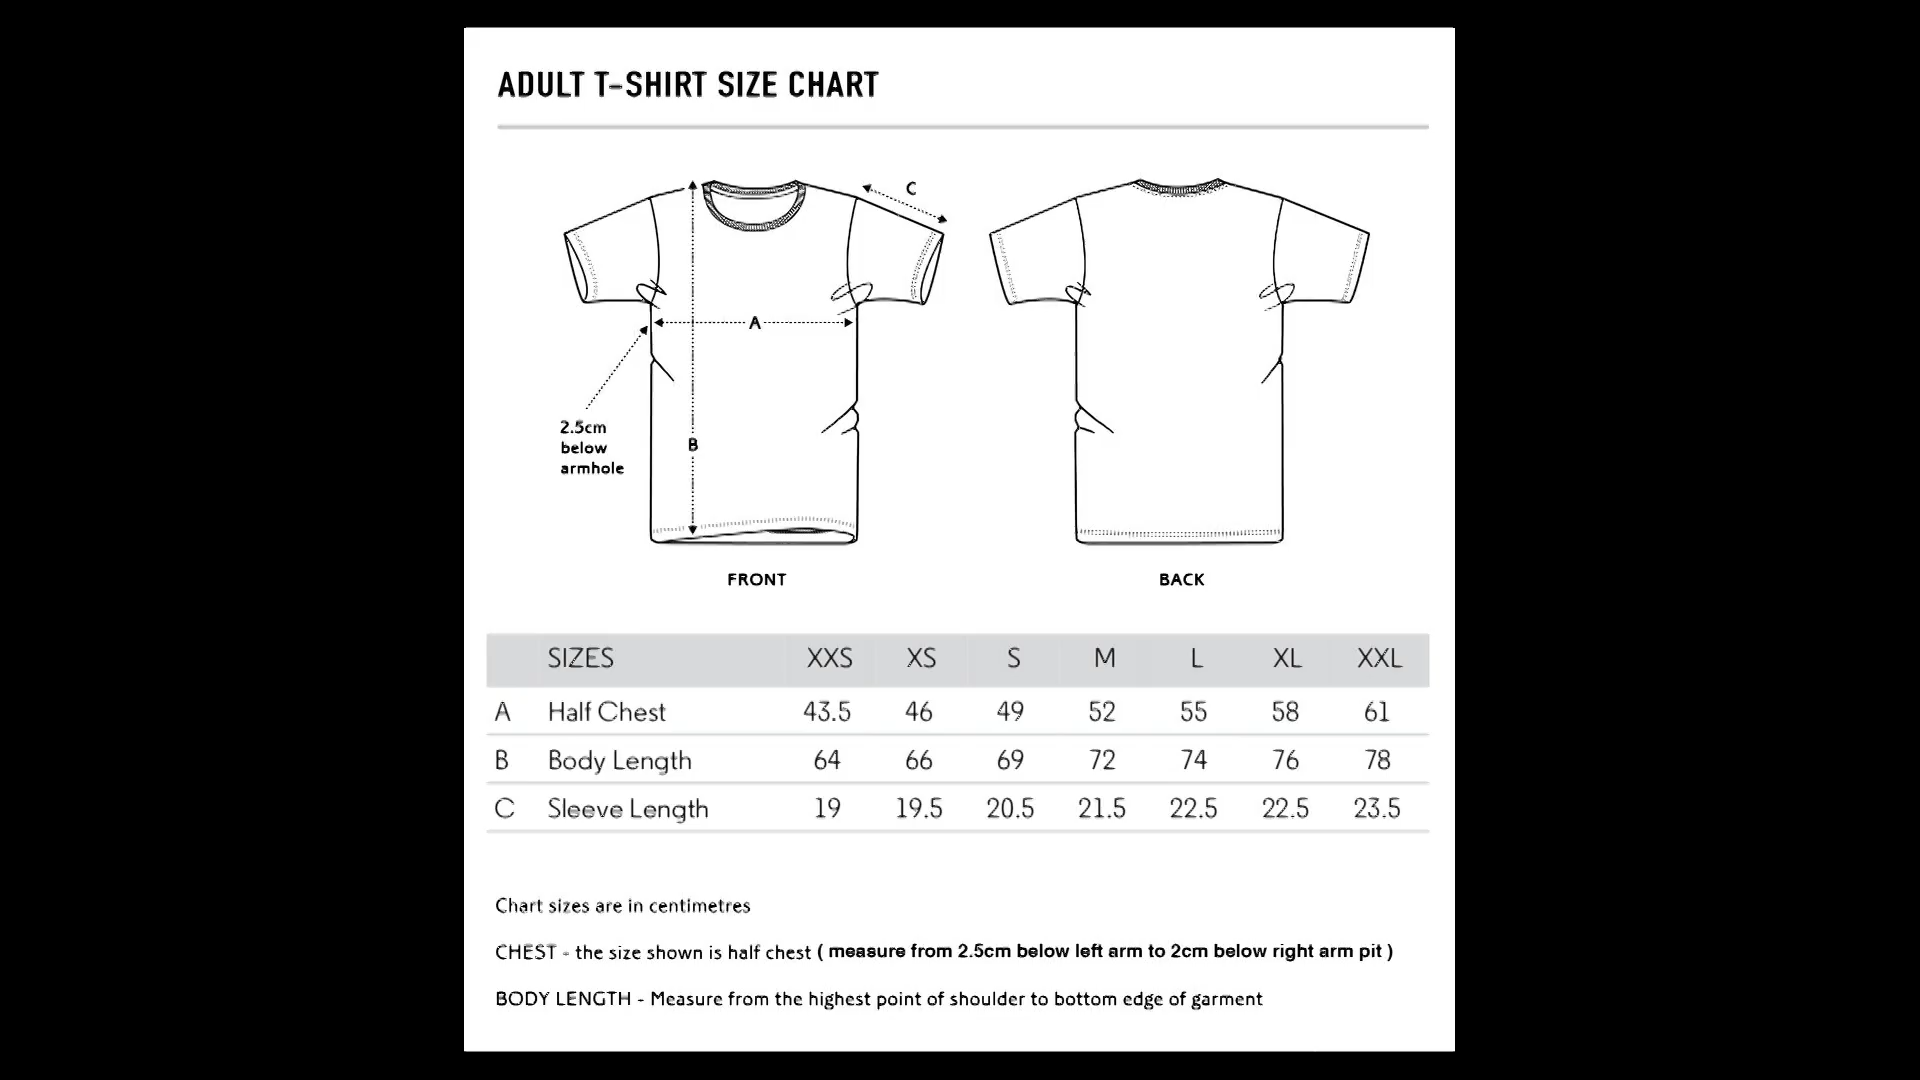 ADULT T-SHIRT SIZE CHART
C
A
2.5cm
below
armhole
B
FRONT
BACK
SIZES XXS XS S M L XL XXL
A Half Chest 43.5 46 49 52 55 58 61
B Body Length 64 66 69 72 74 76 78
C Sleeve Length 19 19.5 20.5 21.5 22.5 22.5 23.5
Chart sizes are in centimetres
CHEST - the size shown is half chest ( measure from 2.5cm below left arm to 2cm below right arm pit )
BODY LENGTH - Measure from the highest point of shoulder to bottom edge of garment